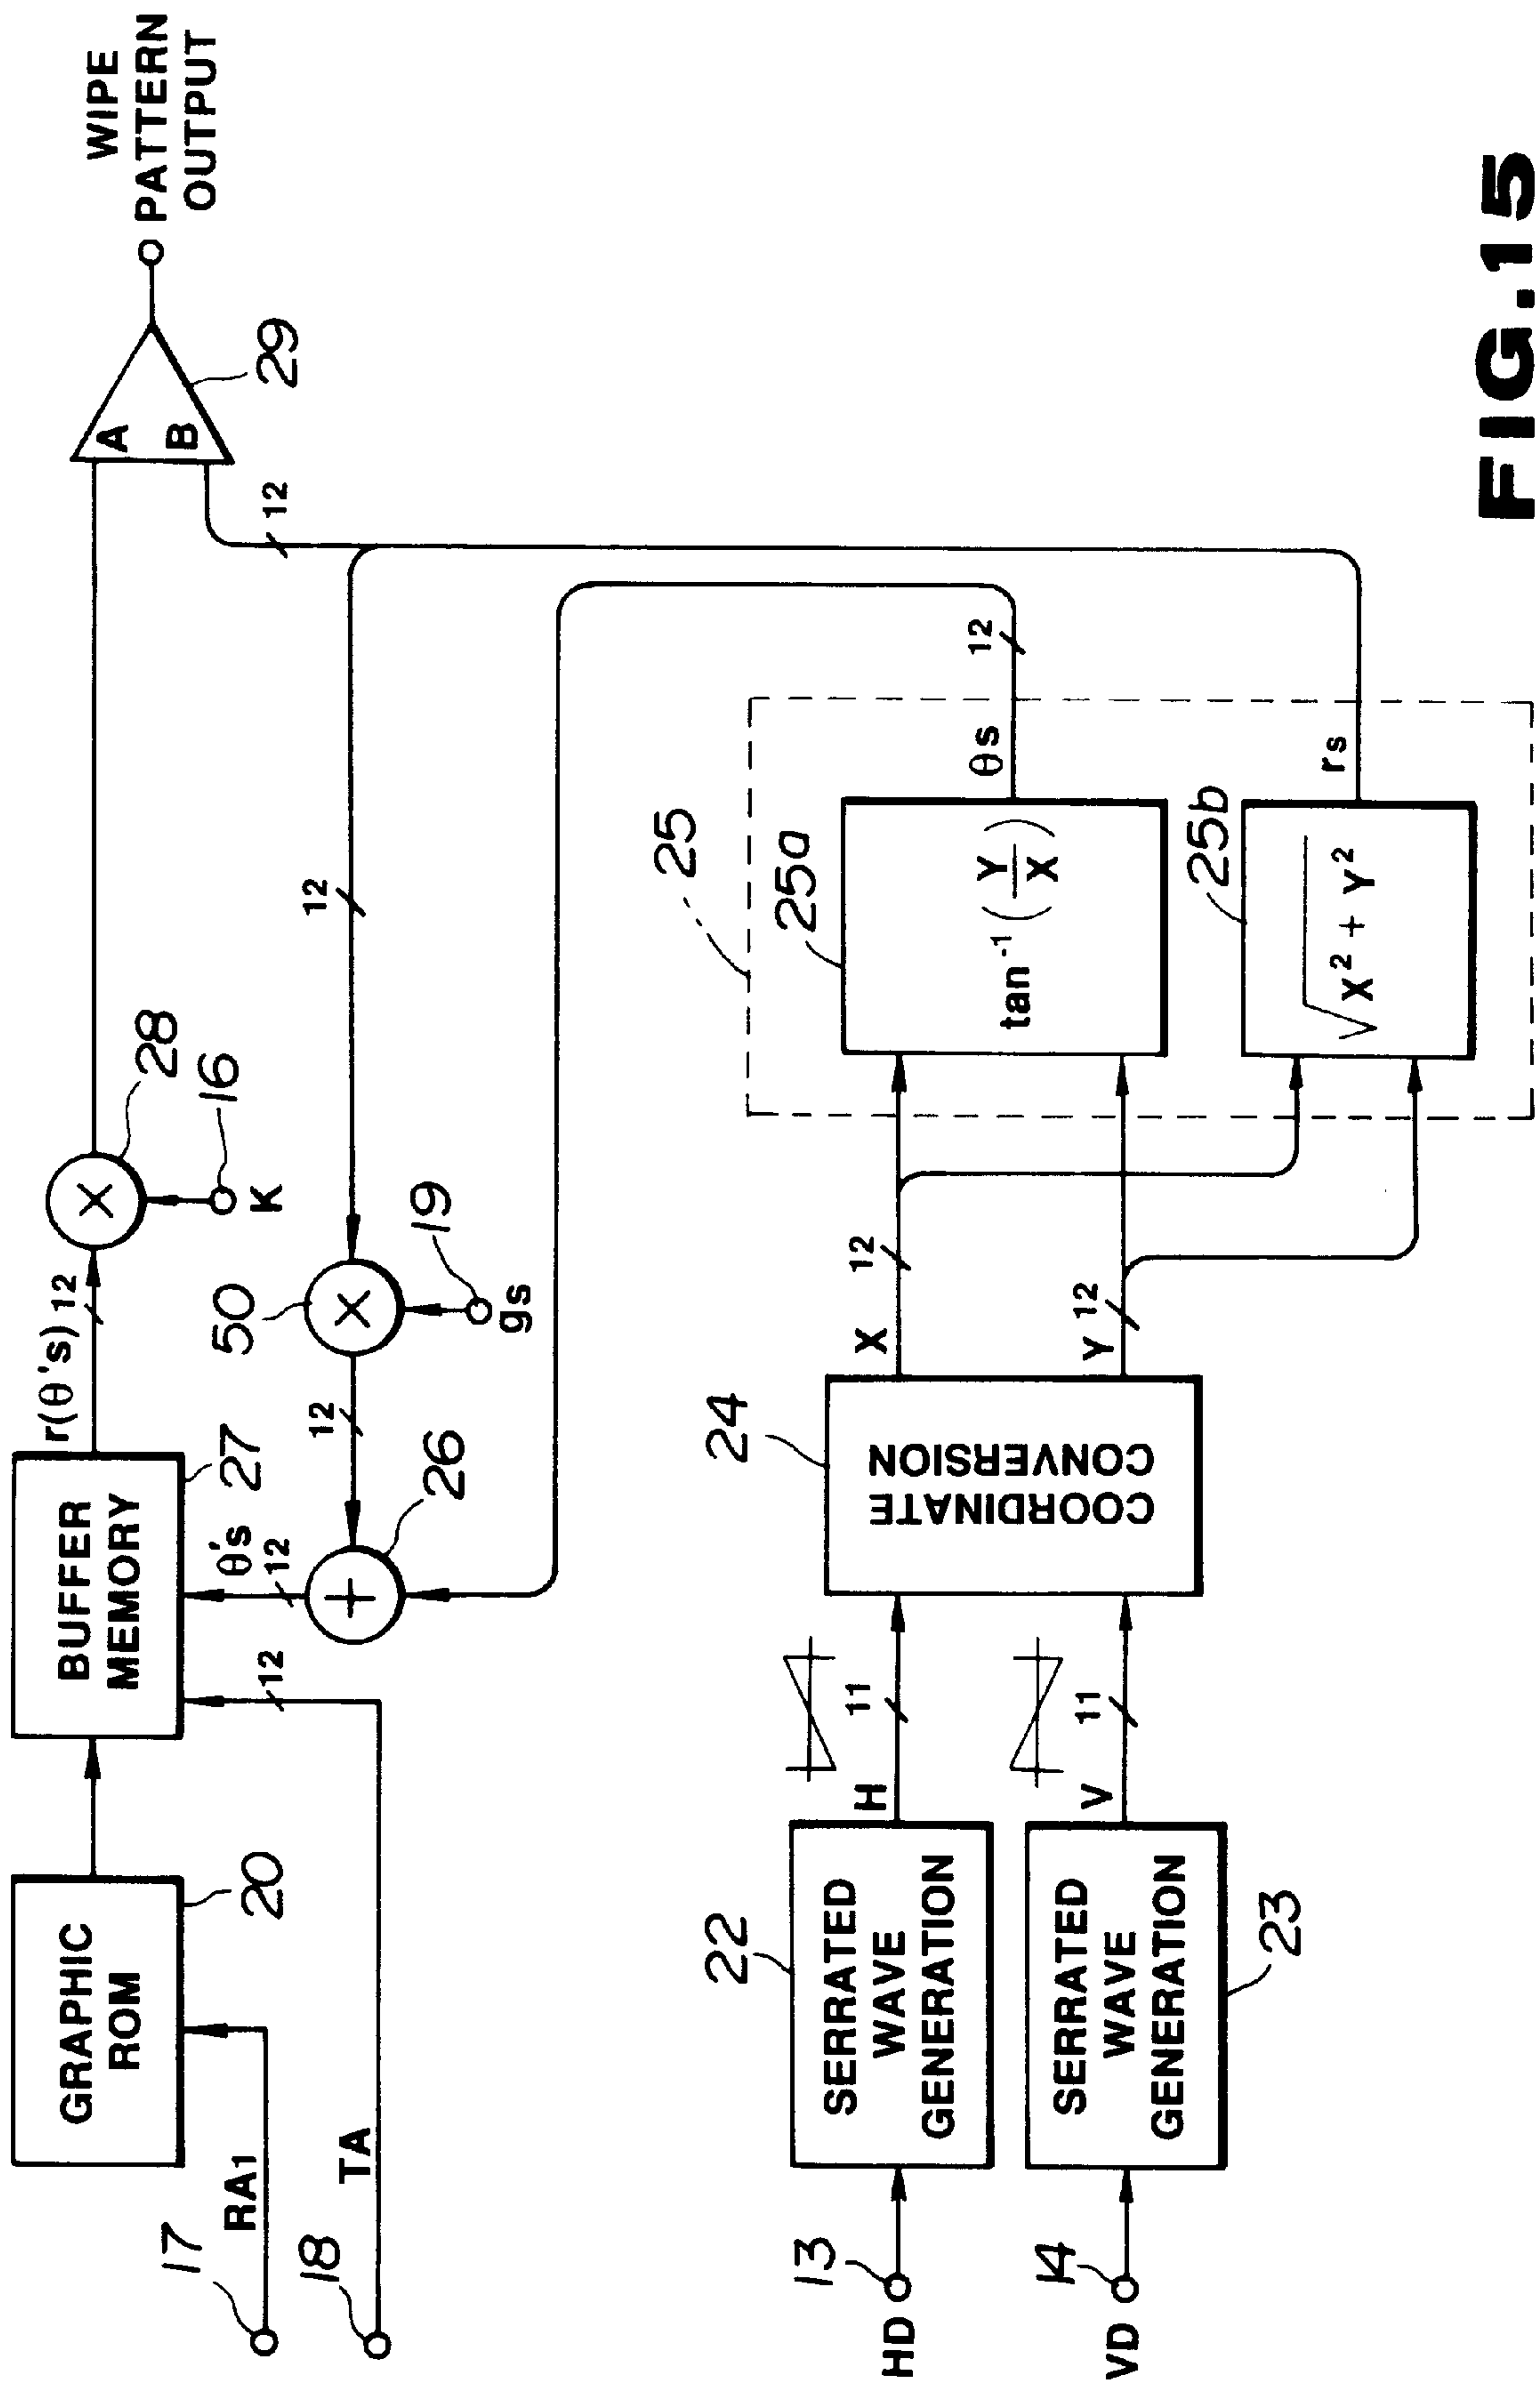 17
RA1
GRAPHIC
ROM
20
18
TA
BUFFER
MEMORY
27
12
θ's
12
r(θ's)
12
28
16
K
26
12
50
19
gs
12
A
B
29
12
WIPE
PATTERN
OUTPUT
13
HD
SERRATED
WAVE
GENERATION
22
H
11
14
VD
SERRATED
WAVE
GENERATION
23
V
11
COORDINATE
CONVERSION
24
X
12
Y
12
25
25a
tan⁻¹(Y/X)
θs
12
25b
√X² + Y²
rs
FIG.15